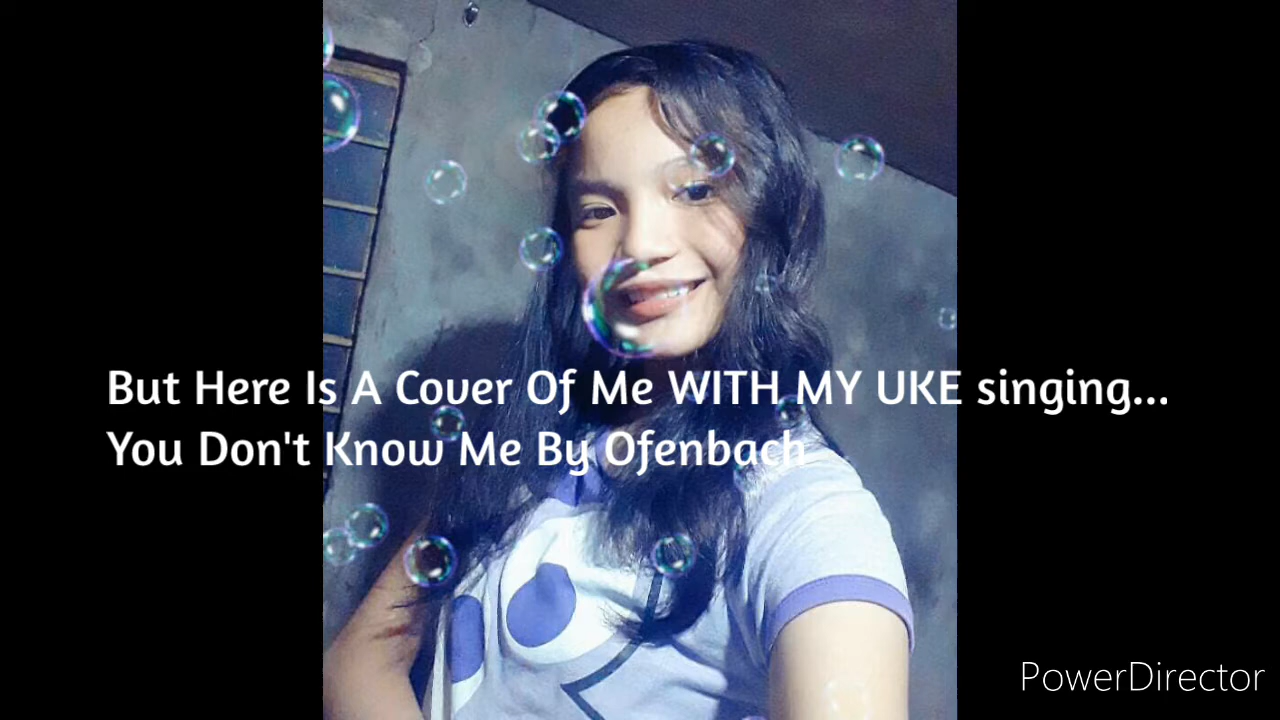 But Here Is A Cover Of Me WITH MY UKE singing...
You Don't Know Me By Ofenbach
PowerDirector